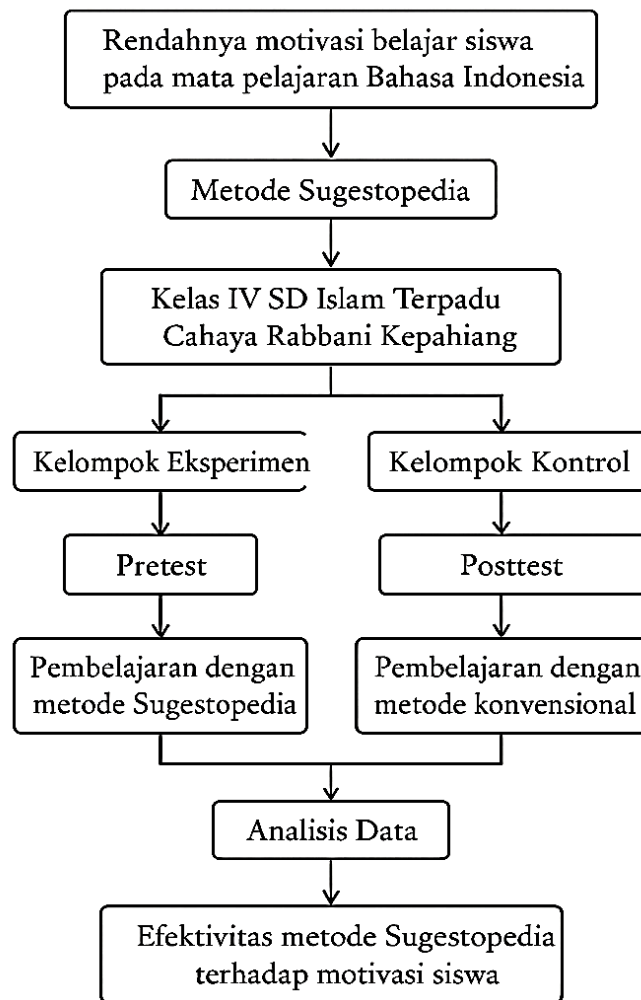 Rendahnya motivasi belajar siswa
pada mata pelajaran Bahasa Indonesia
Metode Sugestopedia
Kelas IV SD Islam Terpadu
Cahaya Rabbani Kepahiang
Kelompok Eksperimen
Kelompok Kontrol
Pretest
Posttest
Pembelajaran dengan
metode Sugestopedia
Pembelajaran dengan
metode konvensional
Analisis Data
Efektivitas metode Sugestopedia
terhadap motivasi siswa